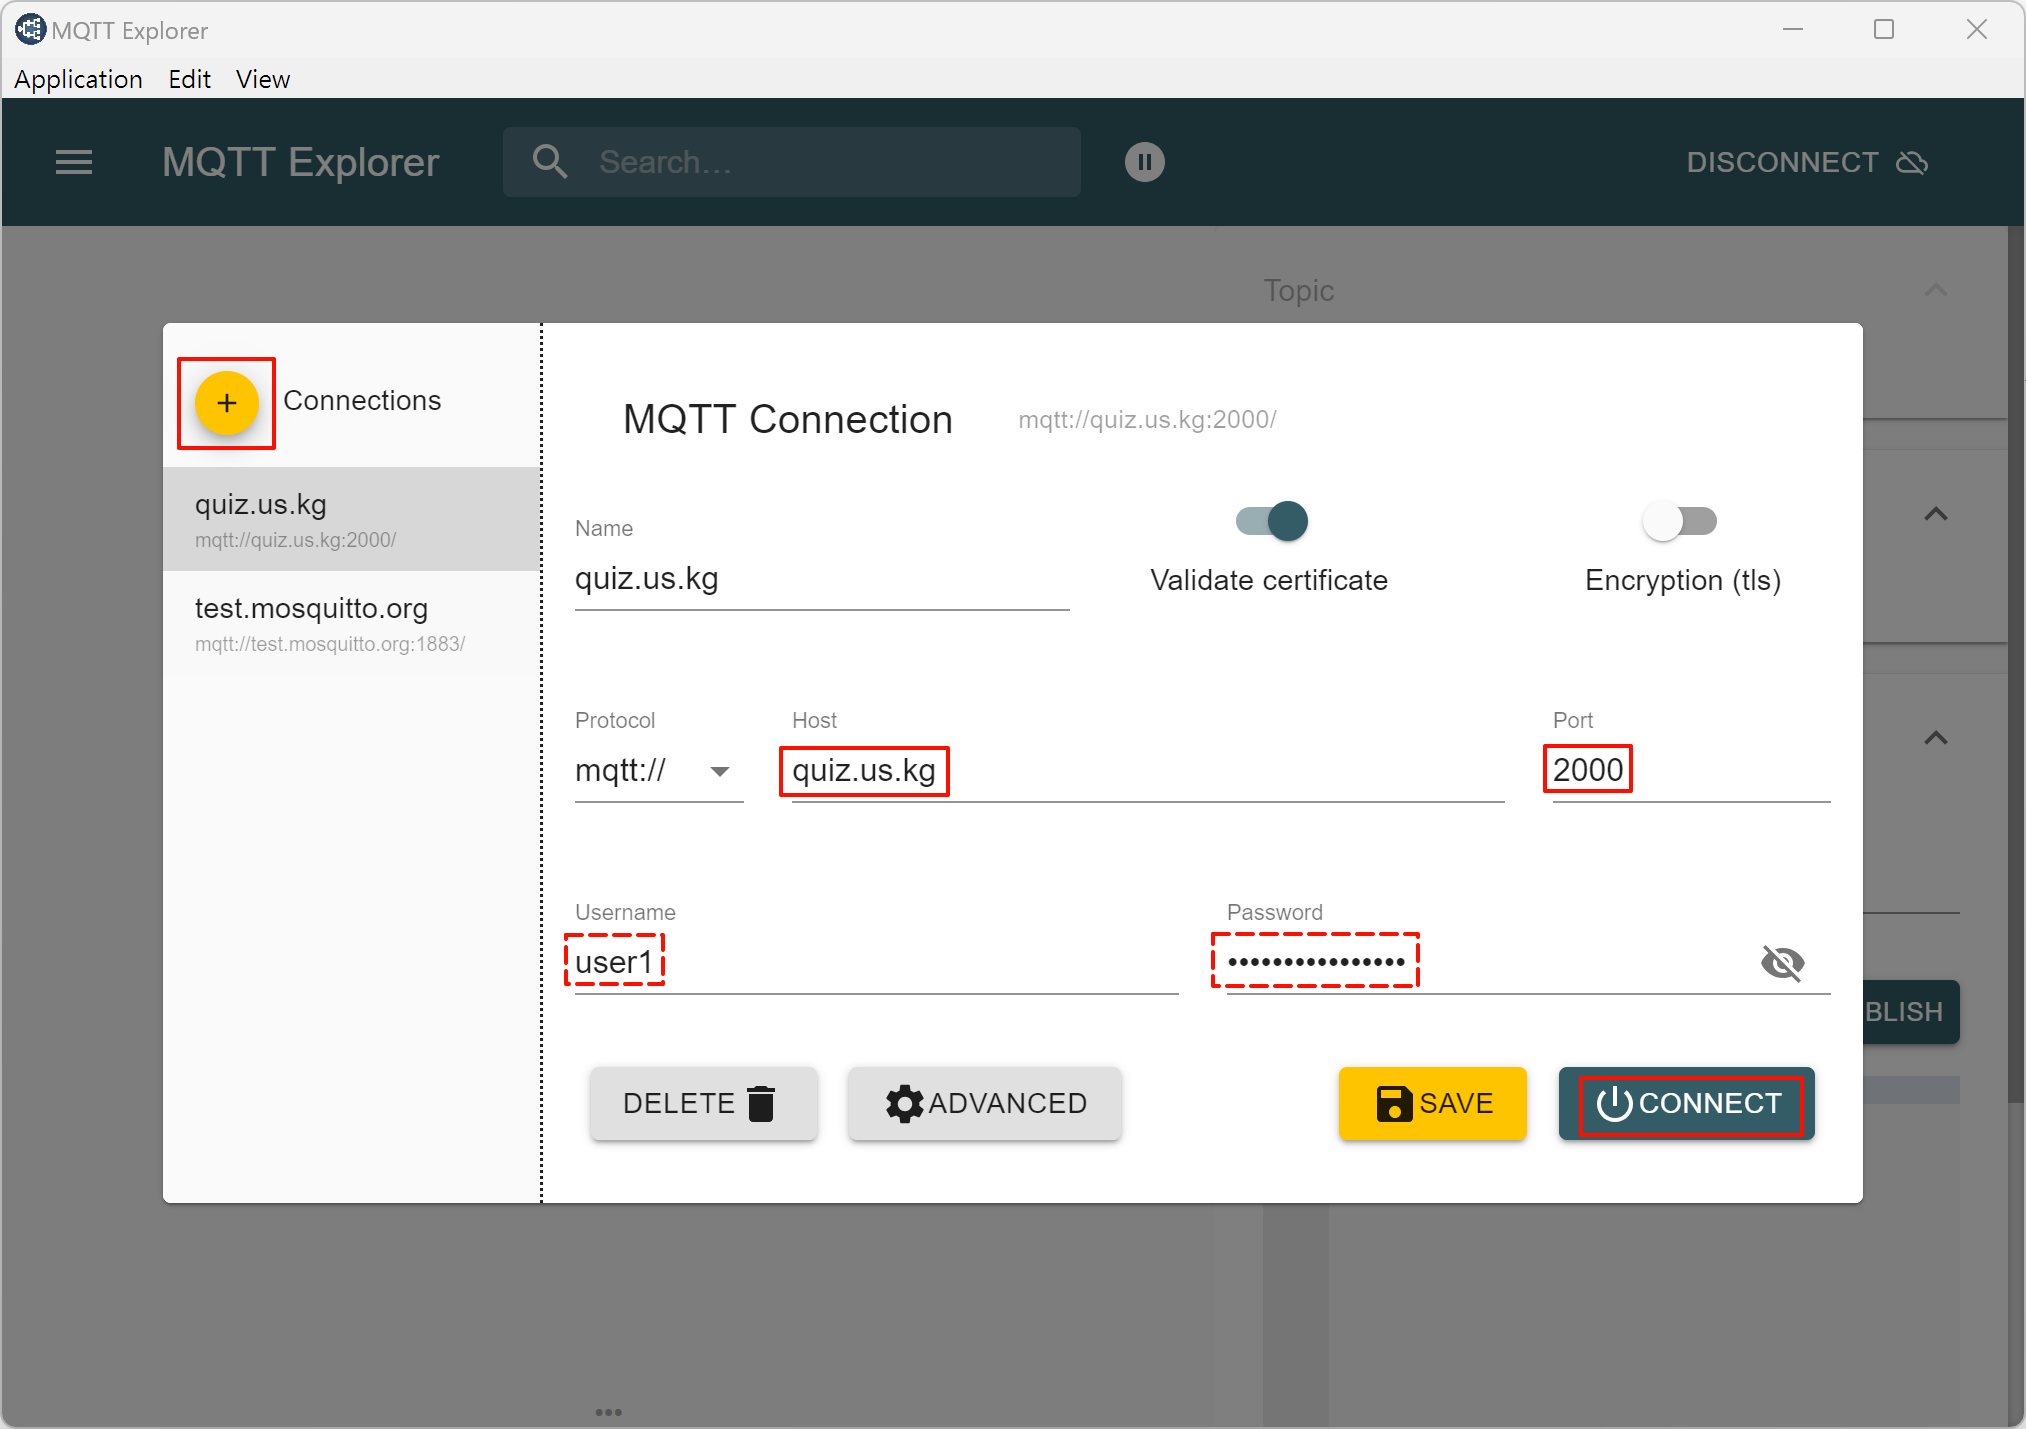 MQTT Explorer
Application Edit View
MQTT Explorer Search... DISCONNECT
Topic
Connections
quiz.us.kg
mqtt://quiz.us.kg:2000/
test.mosquitto.org
mqtt://test.mosquitto.org:1883/
MQTT Connection mqtt://quiz.us.kg:2000/
Name
quiz.us.kg
Validate certificate
Encryption (tls)
Protocol Host Port
mqtt:// quiz.us.kg 2000
Username Password
user1 ••••••••••••••••
DELETE ADVANCED SAVE CONNECT
BLISH